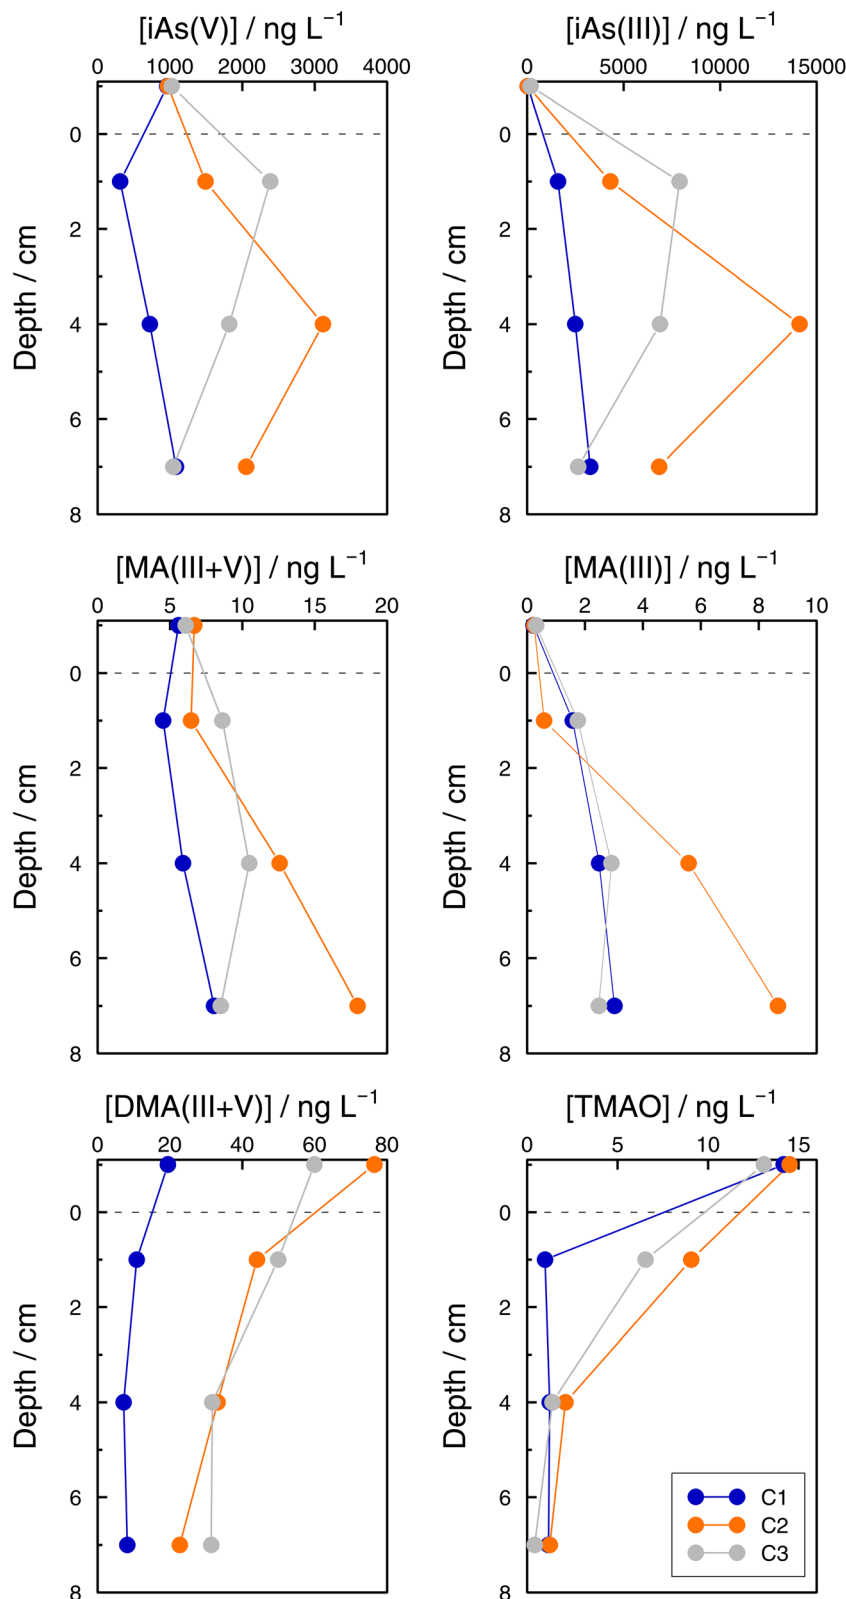 [iAs(V)] / ng L⁻¹
0 1000 2000 3000 4000
0
2
4
6
8
Depth / cm
[iAs(III)] / ng L⁻¹
0 5000 10000 15000
0
2
4
6
8
Depth / cm
[MA(III+V)] / ng L⁻¹
0 5 10 15 20
0
2
4
6
8
Depth / cm
[MA(III)] / ng L⁻¹
0 2 4 6 8 10
0
2
4
6
8
Depth / cm
[DMA(III+V)] / ng L⁻¹
0 20 40 60 80
0
2
4
6
8
Depth / cm
[TMAO] / ng L⁻¹
0 5 10 15
0
2
4
6
8
Depth / cm
C1
C2
C3